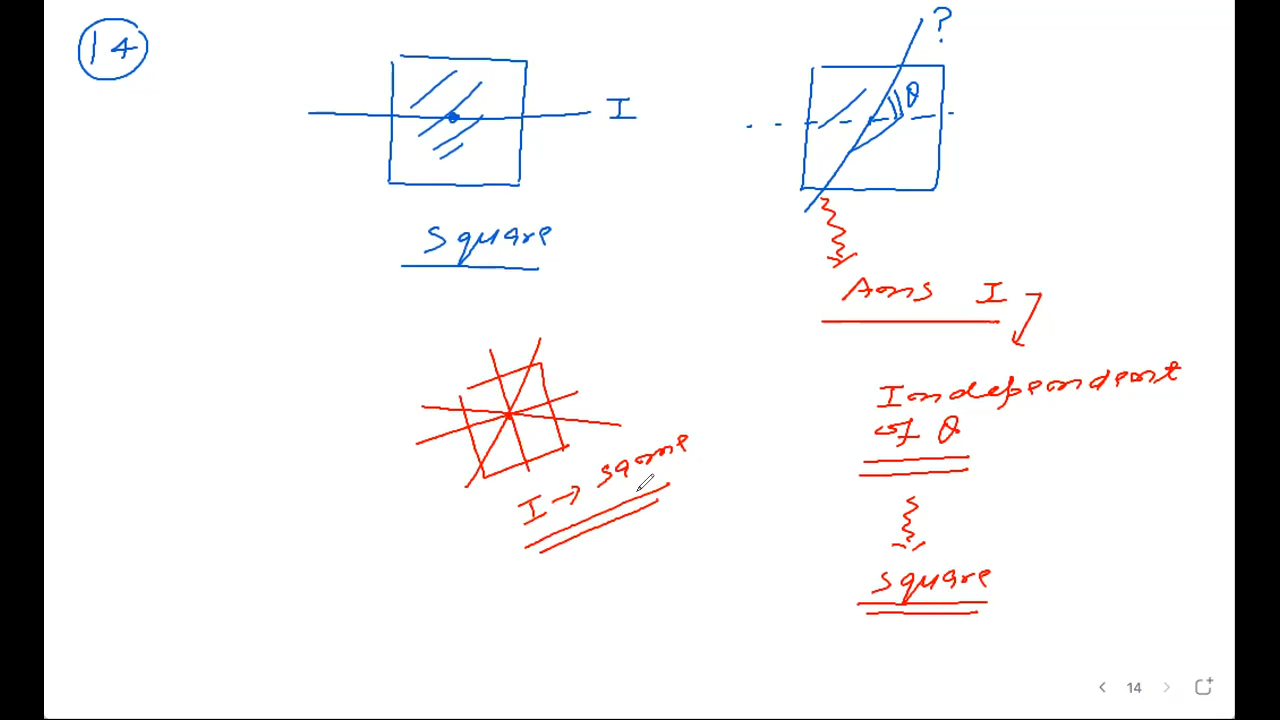 14
I
?
θ
Square
Ans I
Independent
of θ
I → same
Square
14